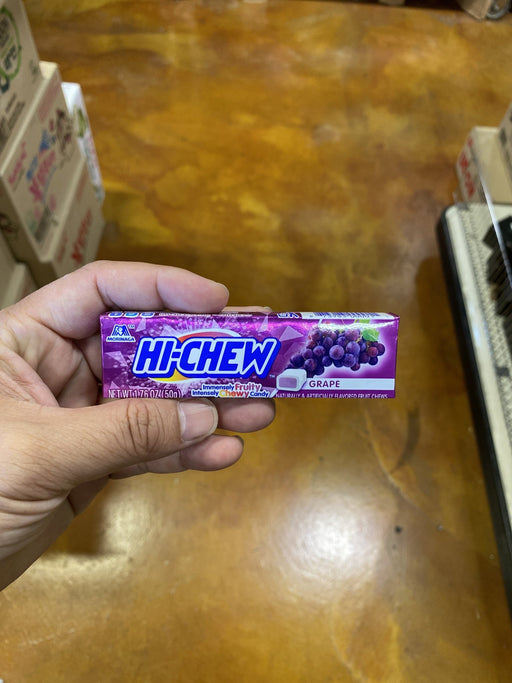 MORINAGA
HI-CHEW
Immensely Fruity
Intensely Chewy Candy
GRAPE
NET WT 1.76 OZ (50g)
NATURALLY & ARTIFICIALLY FLAVORED FRUIT CHEWS